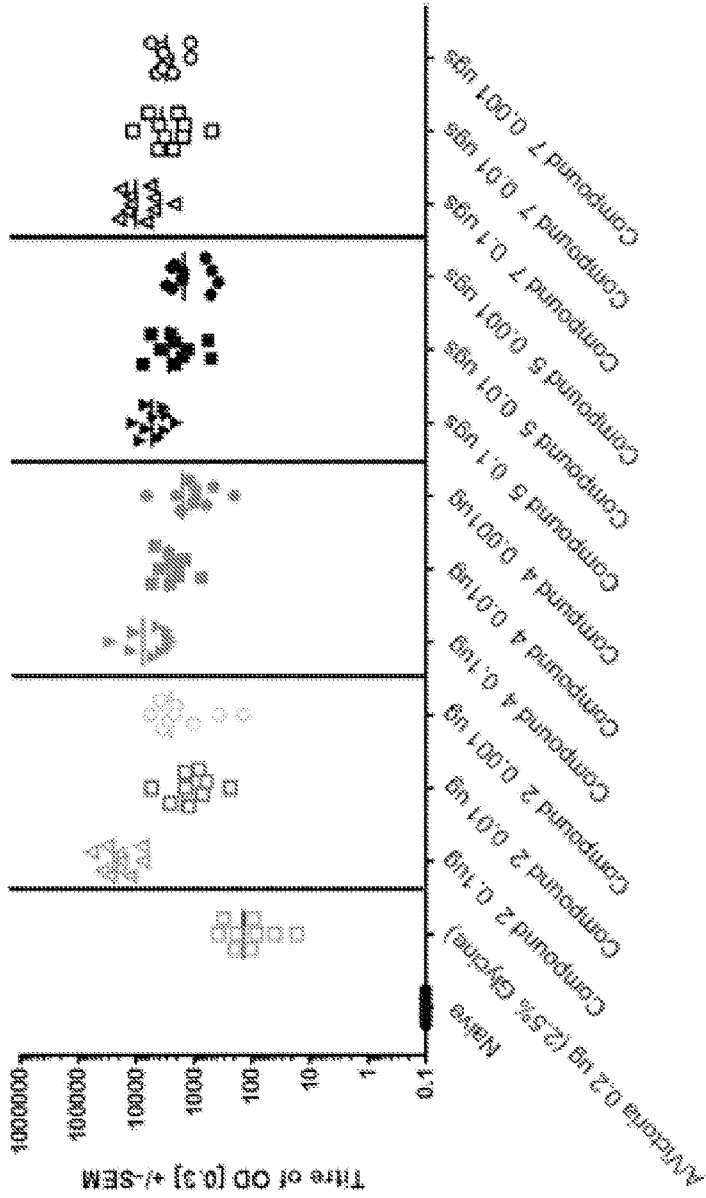 Titre of OD [0.3] +/-SEM
1000000
100000
10000
1000
100
10
1
0.1
Naive
A/Victoria 0.2 ug (2.5% Glycine)
Compound 2 0.1ug
Compound 2 0.01 ug
Compound 2 0.001 ug
Compound 4 0.1ug
Compound 4 0.01ug
Compund 4 0.001ug
Compound 5 0.1 ugs
Compound 5 0.01 ugs
Compound 5 0.001 ugs
Compound 7 0.1 ugs
Compound 7 0.01 ugs
Compound 7 0.001 ugs